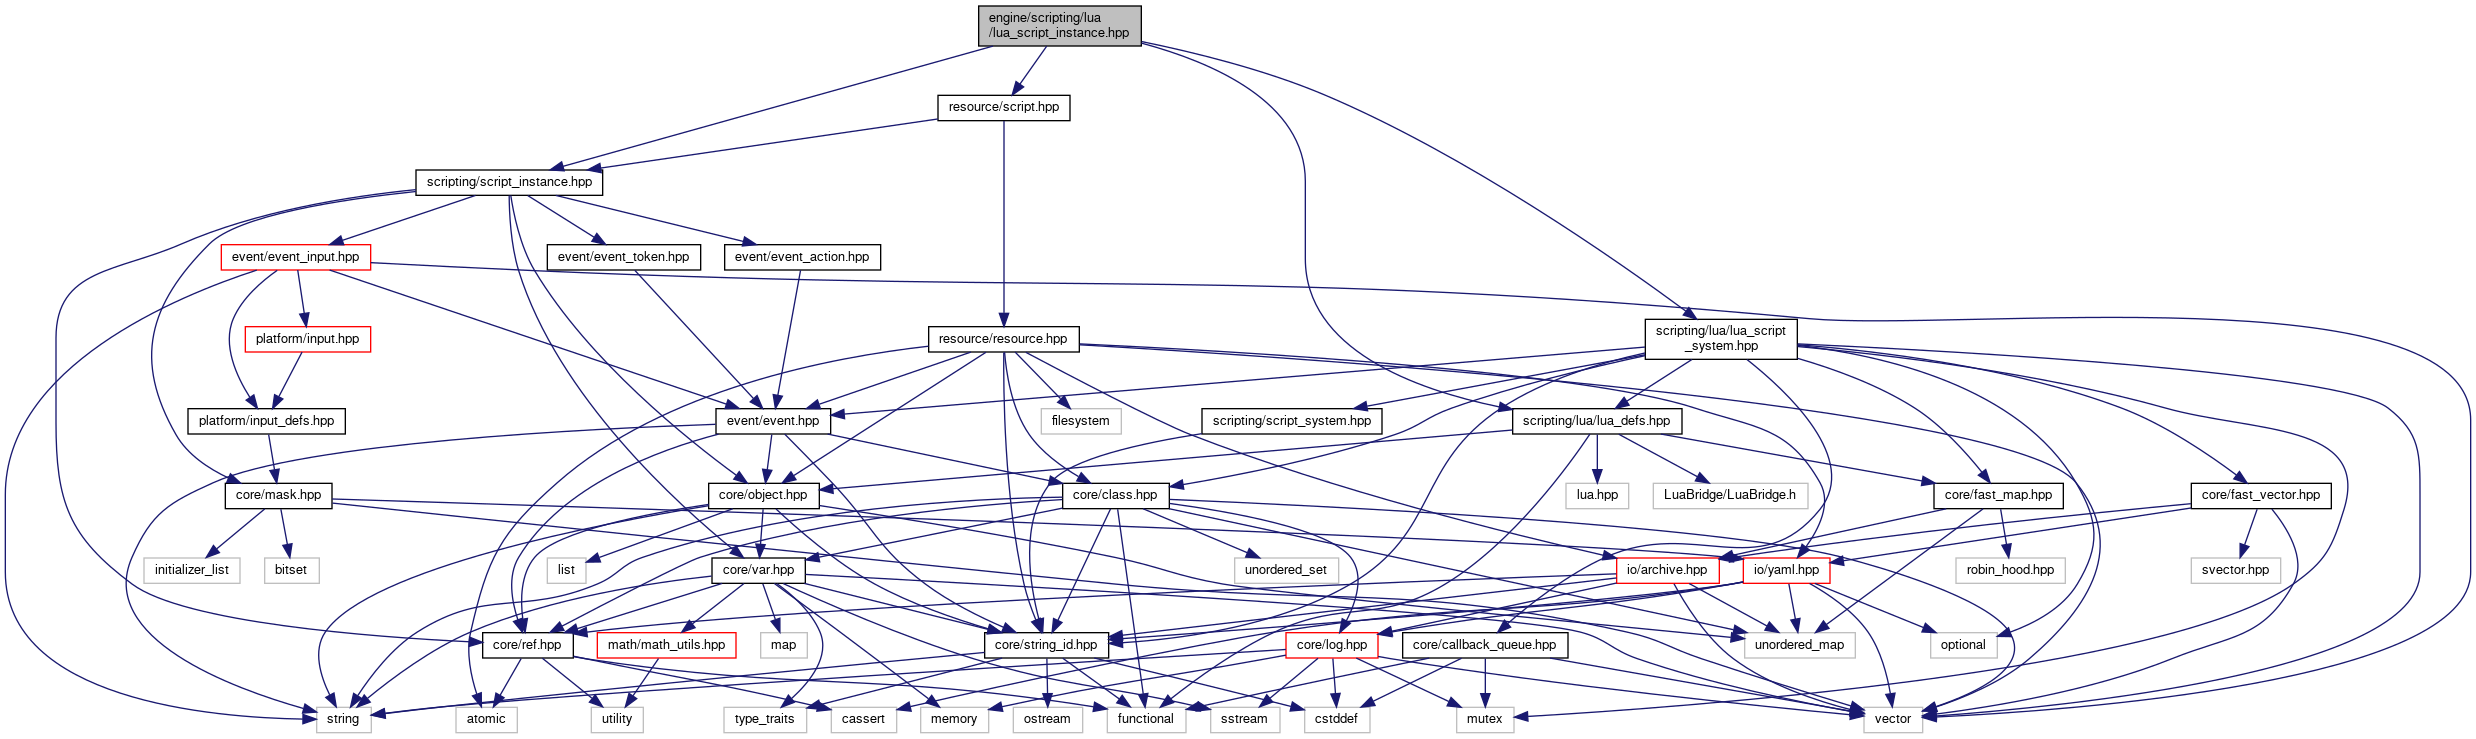 engine/scripting/lua
/lua_script_instance.hpp
resource/script.hpp
scripting/script_instance.hpp
event/event_input.hpp
event/event_token.hpp
event/event_action.hpp
platform/input.hpp
resource/resource.hpp
scripting/lua/lua_script
_system.hpp
platform/input_defs.hpp
event/event.hpp
filesystem
scripting/script_system.hpp
scripting/lua/lua_defs.hpp
core/mask.hpp
core/object.hpp
core/class.hpp
lua.hpp
LuaBridge/LuaBridge.h
core/fast_map.hpp
core/fast_vector.hpp
initializer_list
bitset
list
core/var.hpp
unordered_set
io/archive.hpp
io/yaml.hpp
robin_hood.hpp
svector.hpp
core/ref.hpp
math/math_utils.hpp
map
core/string_id.hpp
core/log.hpp
core/callback_queue.hpp
unordered_map
optional
string
atomic
utility
type_traits
cassert
memory
ostream
functional
sstream
cstddef
mutex
vector